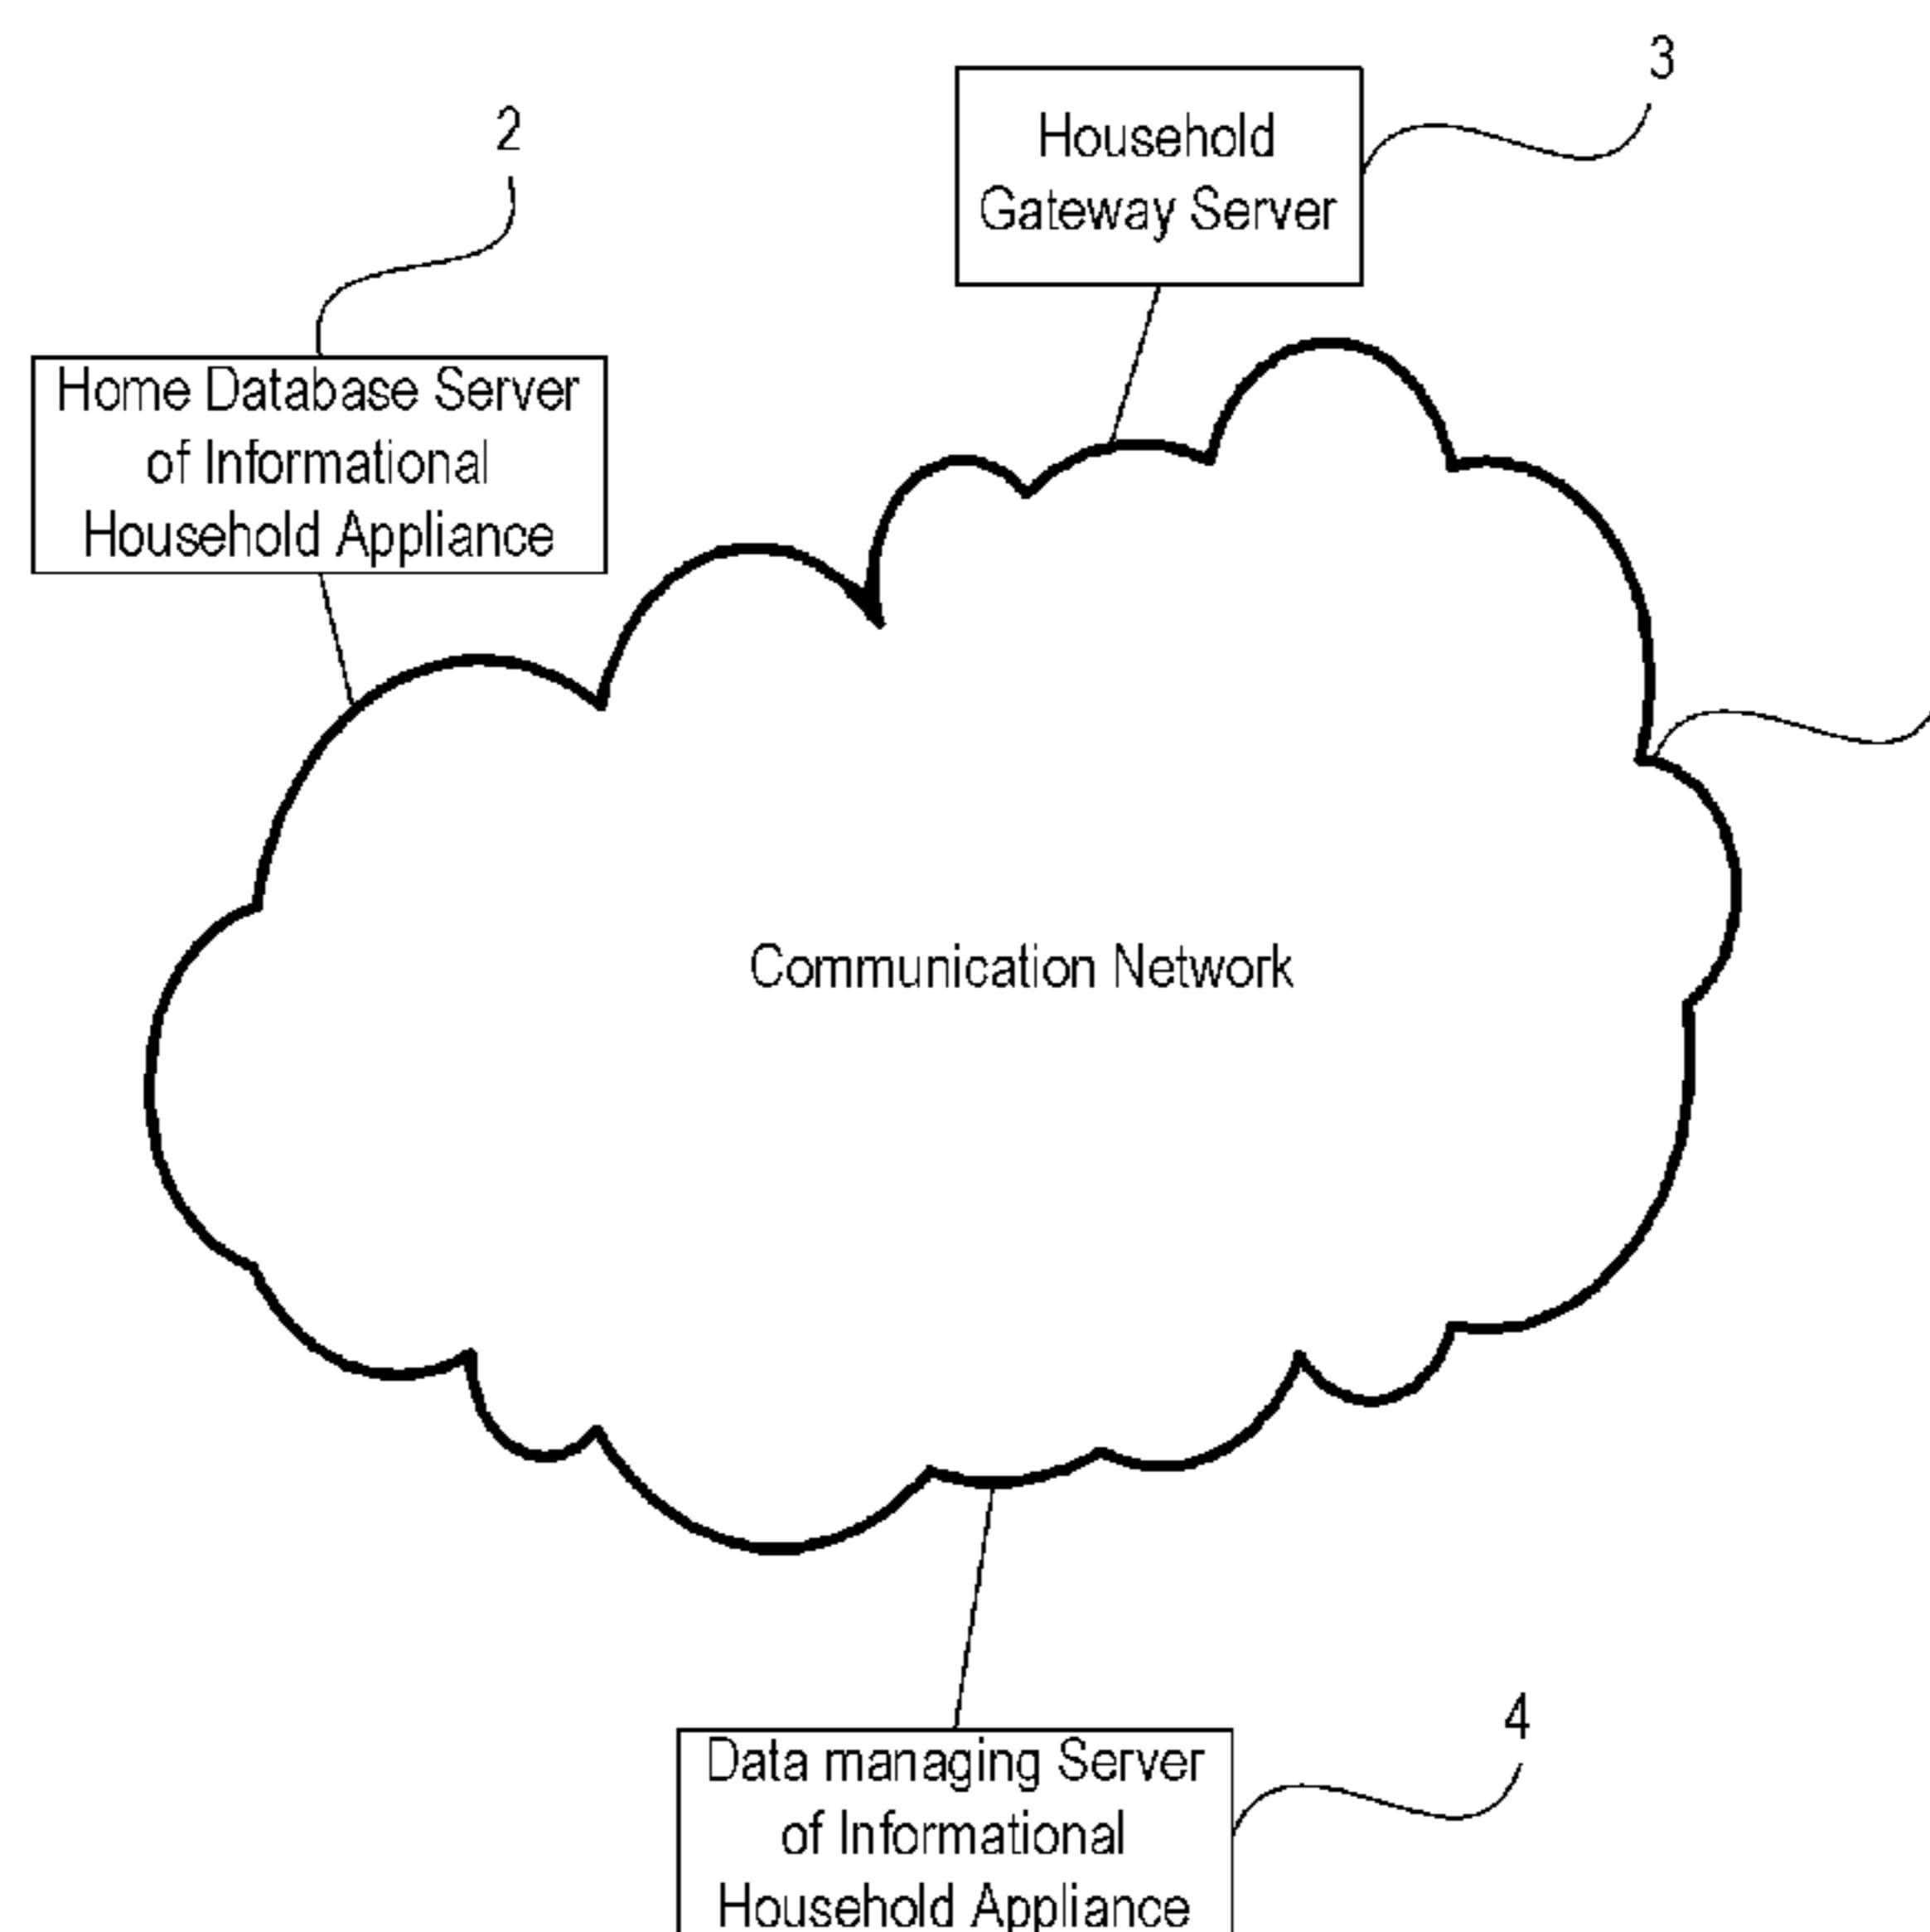 3
Household
Gateway Server
2
Home Database Server
of Informational
Household Appliance
Communication Network
4
Data managing Server
of Informational
Household Appliance